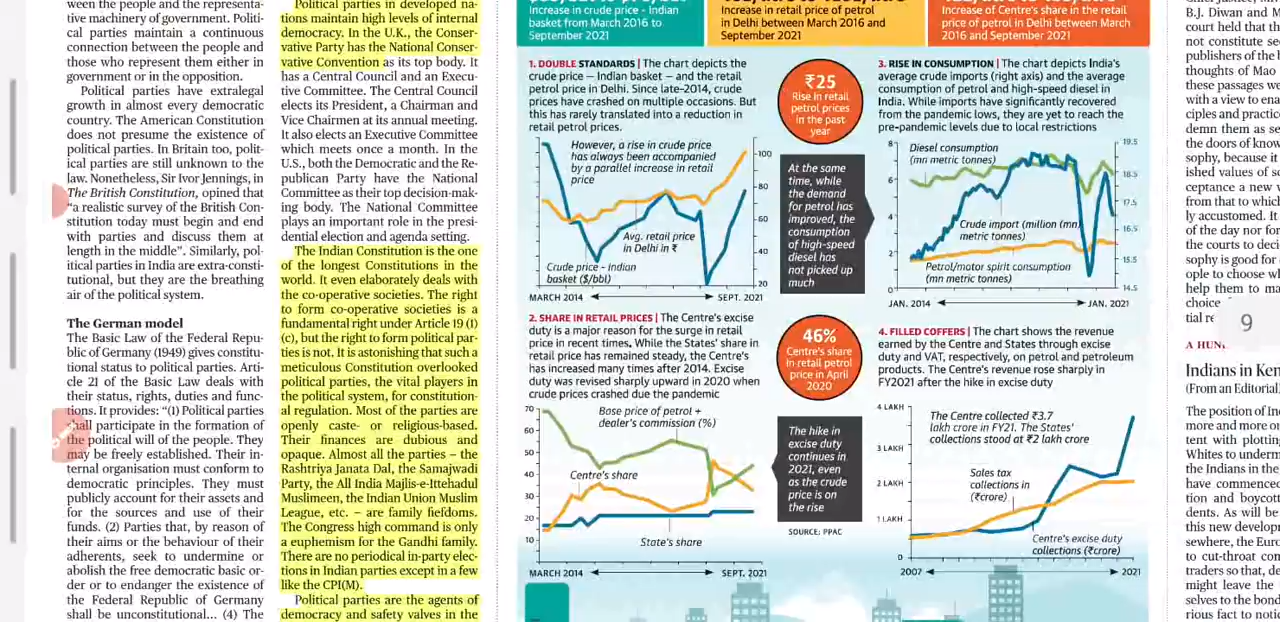 ween the people and the representa-
tive machinery of government. Politi-
cal parties maintain a continuous
connection between the people and
those who represent them either in
government or in the opposition.
Political parties have extralegal
growth in almost every democratic
country. The American Constitution
does not presume the existence of
political parties. In Britain too, polit-
ical parties are still unknown to the
law. Nonetheless, Sir Ivor Jennings, in
The British Constitution, opined that
“a realistic survey of the British Con-
stitution today must begin and end
with parties and discuss them at
length in the middle”. Similarly, pol-
itical parties in India are extra-consti-
tutional, but they are the breathing
air of the political system.
The German model
The Basic Law of the Federal Repu-
blic of Germany (1949) gives constitu-
tional status to political parties. Arti-
cle 21 of the Basic Law deals with
their status, rights, duties and func-
tions. It provides: “(1) Political parties
shall participate in the formation of
the political will of the people. They
may be freely established. Their in-
ternal organisation must conform to
democratic principles. They must
publicly account for their assets and
for the sources and use of their
funds. (2) Parties that, by reason of
their aims or the behaviour of their
adherents, seek to undermine or
abolish the free democratic basic or-
der or to endanger the existence of
the Federal Republic of Germany
shall be unconstitutional... (4) The
Political parties in developed na-
tions maintain high levels of internal
democracy. In the U.K., the Conser-
vative Party has the National Conser-
vative Convention as its top body. It
has a Central Council and an Execu-
tive Committee. The Central Council
elects its President, a Chairman and
Vice Chairmen at its annual meeting.
It also elects an Executive Committee
which meets once a month. In the
U.S., both the Democratic and the Re-
publican Party have the National
Committee as their top decision-mak-
ing body. The National Committee
plays an important role in the presi-
dential election and agenda setting.
The Indian Constitution is the one
of the longest Constitutions in the
world. It even elaborately deals with
the co-operative societies. The right
to form co-operative societies is a
fundamental right under Article 19 (1)
(c), but the right to form political par-
ties is not. It is astonishing that such a
meticulous Constitution overlooked
political parties, the vital players in
the political system, for constitution-
al regulation. Most of the parties are
openly caste- or religious-based.
Their finances are dubious and
opaque. Almost all the parties – the
Rashtriya Janata Dal, the Samajwadi
Party, the All India Majlis-e-Ittehadul
Muslimeen, the Indian Union Muslim
League, etc. – are family fiefdoms.
The Congress high command is only
a euphemism for the Gandhi family.
There are no periodical in-party elec-
tions in Indian parties except in a few
like the CPI(M).
Political parties are the agents of
democracy and safety valves in the
Increase in crude price - Indian
basket from March 2016 to
September 2021
Increase in retail price of petrol
in Delhi between March 2016 and
September 2021
Increase of Centre's share in the retail
price of petrol in Delhi between March
2016 and September 2021
1. DOUBLE STANDARDS | The chart depicts the
crude price – Indian basket – and the retail
petrol price in Delhi. Since late-2014, crude
prices have crashed on multiple occasions. But
this has rarely translated into a reduction in
retail petrol prices.
However, a rise in crude price
has always been accompanied
by a parallel increase in retail
price
Avg. retail price
in Delhi in ₹
Crude price - Indian
basket ($/bbl)
100
80
60
40
20
MARCH 2014
SEPT. 2021
₹25
Rise in retail
petrol prices
in the past
year
At the same
time, while
the demand
for petrol has
improved, the
consumption
of high-speed
diesel has
not picked up
much
3. RISE IN CONSUMPTION | The chart depicts India's
average crude imports (right axis) and the average
consumption of petrol and high-speed diesel in
India. While imports have significantly recovered
from the pandemic lows, they are yet to reach the
pre-pandemic levels due to local restrictions
8
6
4
2
0
Diesel consumption
(mn metric tonnes)
Crude import (million (mn)
metric tonnes)
Petrol/motor spirit consumption
(mn metric tonnes)
19.5
18.5
17.5
16.5
15.5
14.5
JAN. 2014
JAN. 2021
2. SHARE IN RETAIL PRICES | The Centre's excise
duty is a major reason for the surge in retail
price in recent times. While the States' share in
retail price has remained steady, the Centre's
has increased many times after 2014. Excise
duty was revised sharply upward in 2020 when
crude prices crashed due the pandemic
70
60
50
40
30
20
10
Base price of petrol +
dealer's commission (%)
Centre's share
State's share
MARCH 2014
SEPT. 2021
46%
Centre's share
in retail petrol
price in April
2020
The hike in
excise duty
continues in
2021, even
as the crude
price is on
the rise
SOURCE: PPAC
4. FILLED COFFERS | The chart shows the revenue
earned by the Centre and States through excise
duty and VAT, respectively, on petrol and petroleum
products. The Centre's revenue rose sharply in
FY2021 after the hike in excise duty
4 LAKH
3 LAKH
2 LAKH
1 LAKH
0
The Centre collected ₹3.7
lakh crore in FY21. The States'
collections stood at ₹2 lakh crore
Sales tax
collections in
(₹crore)
Centre's excise duty
collections (₹crore)
2007
2021
B.J. Diwan and M
court held that th
not constitute se
publishers of the
thoughts of Mao
these passages we
with a view to ena
ciples and practic
demn them as se
the doors of know
sophy, because it
ished values of so
ceptance a new w
from that to which
ly accustomed. It
of the day nor for
the courts to deci
sophy is good for
ople to choose wh
help them to ma
choice
tial re
9
A HUN
Indians in Ken
(From an Editorial
The position of In
more and more or
tent with plotting
Whites to underm
the Indians in the
have commenced
tion and boycott
dents. As will be
this new develop
sewhere, the Euro
to cut-throat com
traders so that, de
might leave the
selves to the bond
rious fact to notic